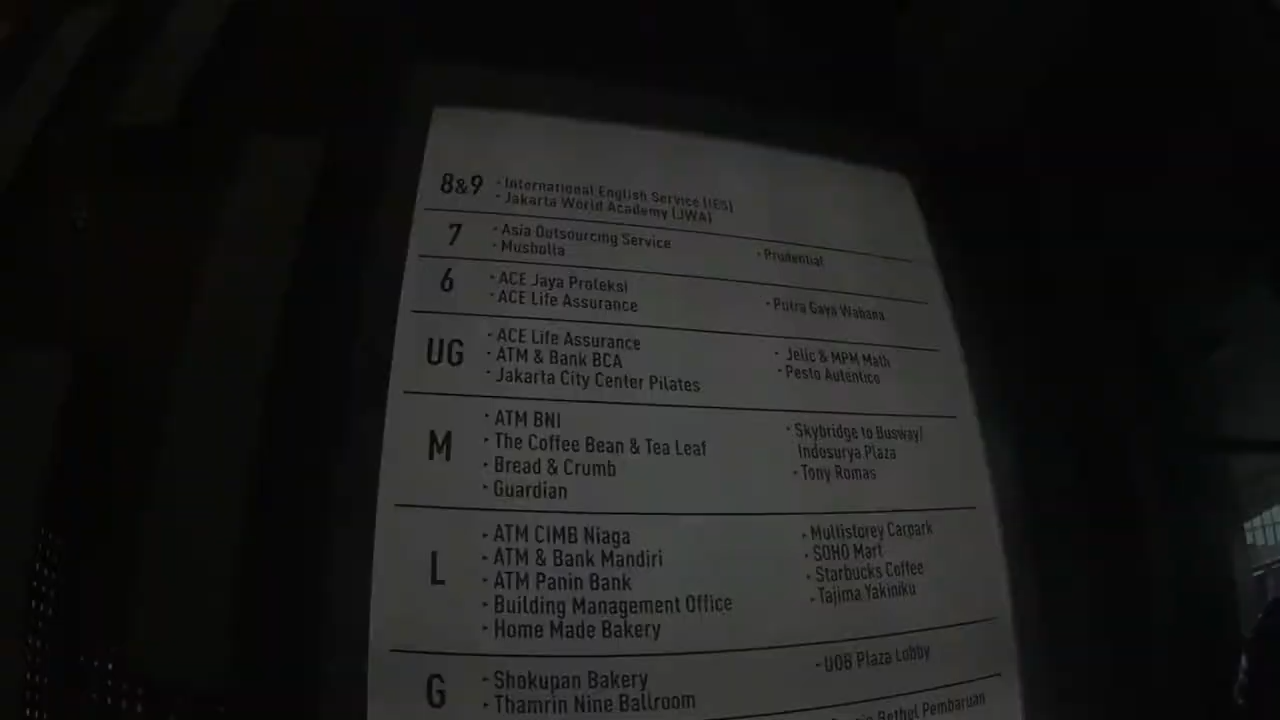 8&9
- International English Service (IES)
- Jakarta World Academy (JWA)
7
- Asia Outsourcing Service
- Musholla
- Prudential
6
- ACE Jaya Proteksi
- ACE Life Assurance
- Putra Gaya Wahana
UG
- ACE Life Assurance
- ATM & Bank BCA
- Jakarta City Center Pilates
- Jelic & MPM Math
- Pesto Autentico
M
- ATM BNI
- The Coffee Bean & Tea Leaf
- Bread & Crumb
- Guardian
- Skybridge to Busway/
Indosurya Plaza
- Tony Romas
L
- ATM CIMB Niaga
- ATM & Bank Mandiri
- ATM Panin Bank
- Building Management Office
- Home Made Bakery
- Multistorey Carpark
- SOHO Mart
- Starbucks Coffee
- Tajima Yakiniku
G
- Shokupan Bakery
- Thamrin Nine Ballroom
- UOB Plaza Lobby
Bethel Pembaruan